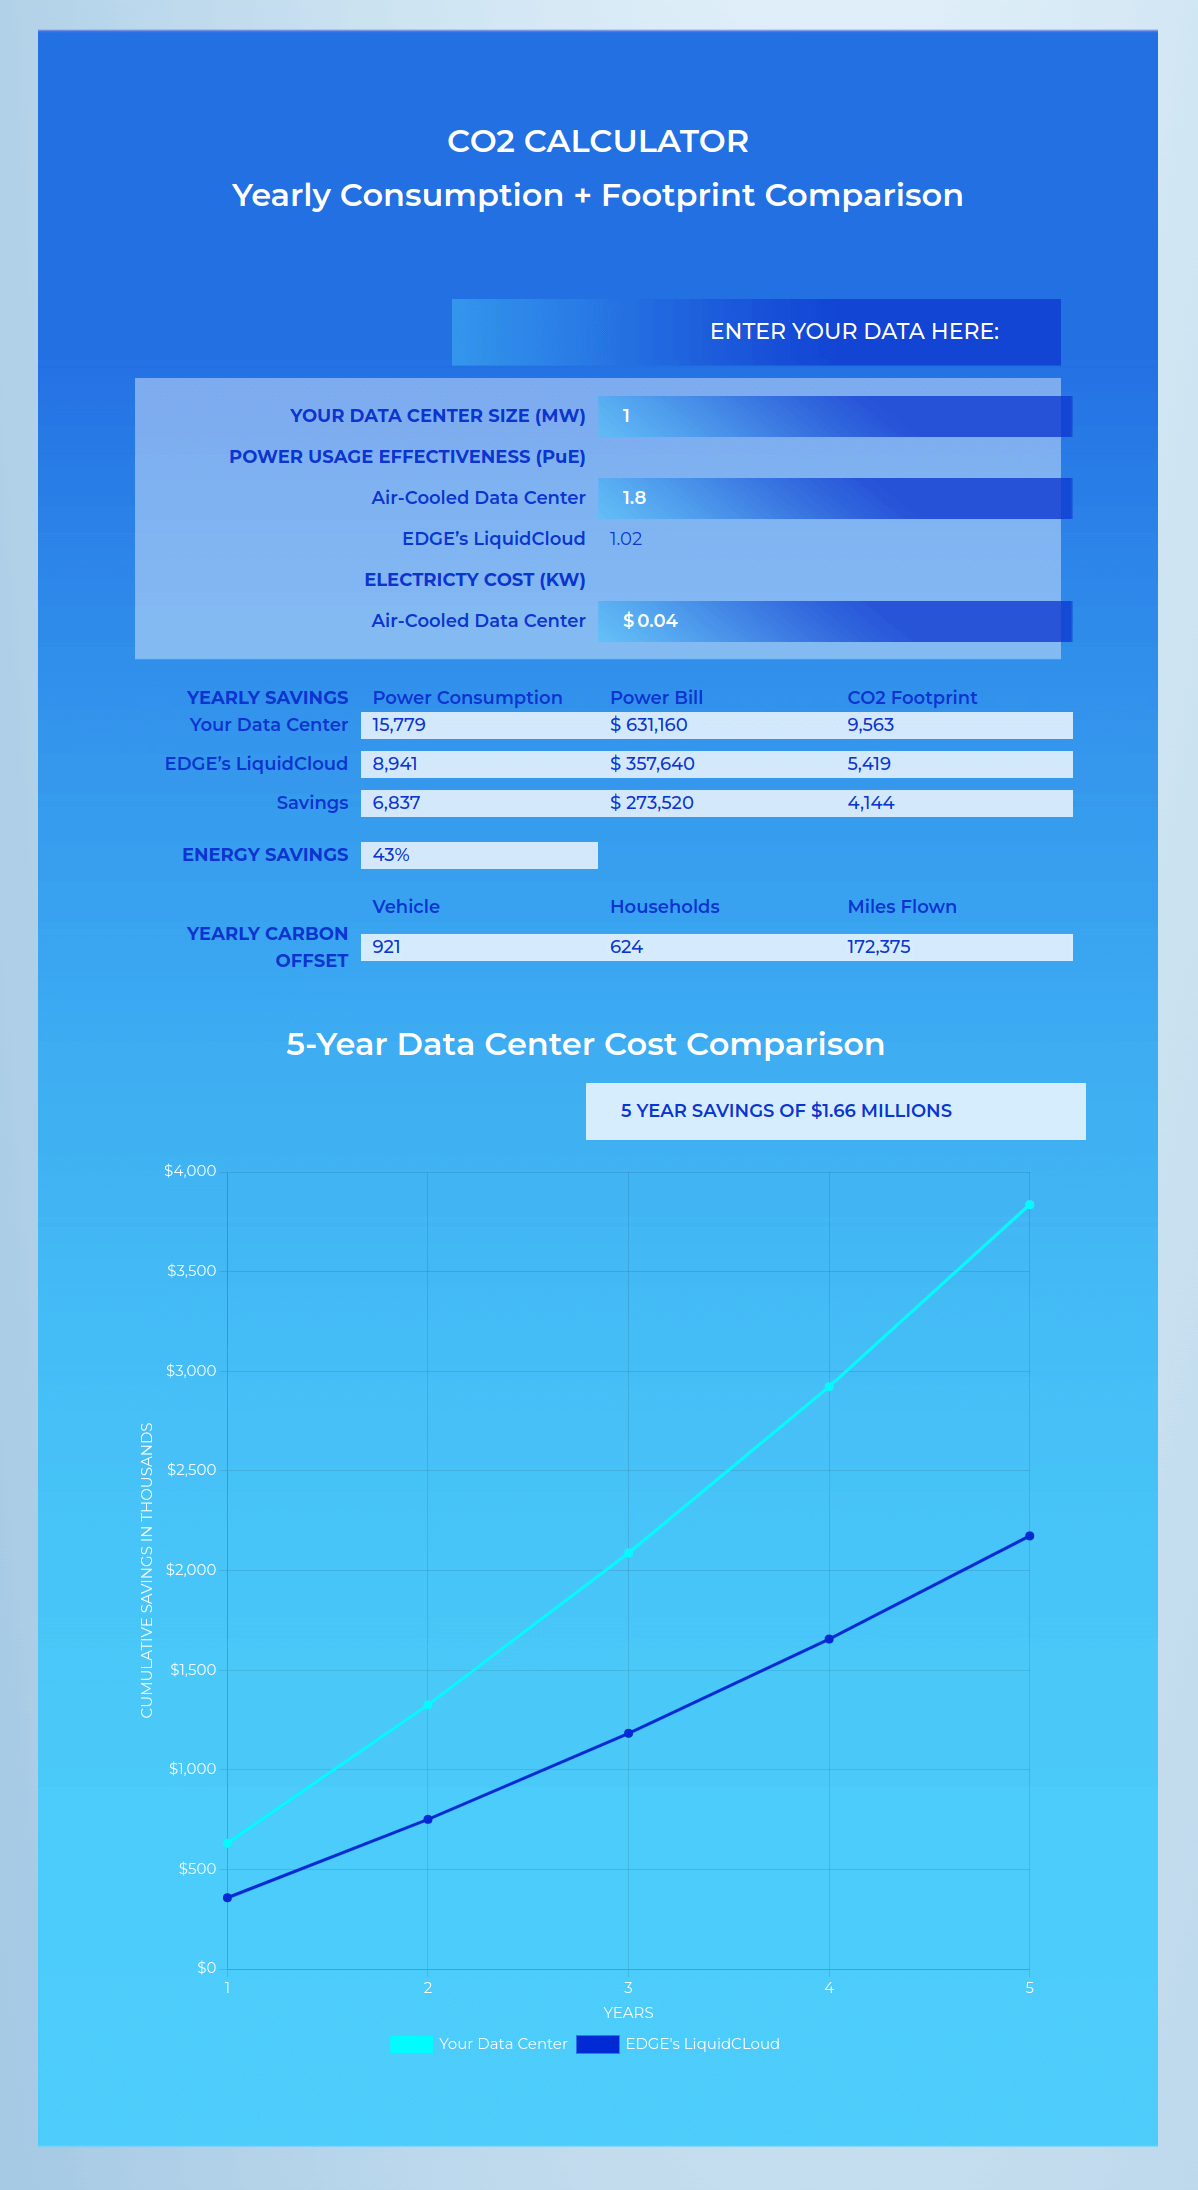 CO2 CALCULATOR
Yearly Consumption + Footprint Comparison
ENTER YOUR DATA HERE:
YOUR DATA CENTER SIZE (MW) 1
POWER USAGE EFFECTIVENESS (PuE)
Air-Cooled Data Center 1.8
EDGE’s LiquidCloud 1.02
ELECTRICTY COST (KW)
Air-Cooled Data Center $ 0.04
YEARLY SAVINGS Power Consumption Power Bill CO2 Footprint
Your Data Center 15,779 $ 631,160 9,563
EDGE’s LiquidCloud 8,941 $ 357,640 5,419
Savings 6,837 $ 273,520 4,144
ENERGY SAVINGS 43%
Vehicle Households Miles Flown
YEARLY CARBON
OFFSET
921 624 172,375
5-Year Data Center Cost Comparison
5 YEAR SAVINGS OF $1.66 MILLIONS
$4,000
$3,500
$3,000
$2,500
$2,000
$1,500
$1,000
$500
$0
CUMULATIVE SAVINGS IN THOUSANDS
1 2 3 4 5
YEARS
Your Data Center EDGE's LiquidCLoud